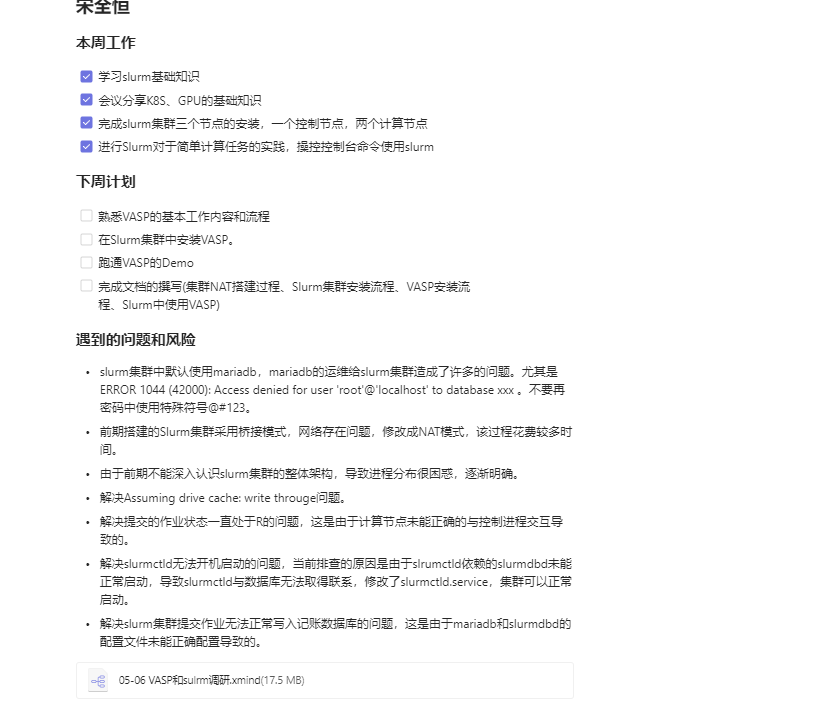 宋全恒
本周工作
学习slurm基础知识
会议分享K8S、GPU的基础知识
完成slurm集群三个节点的安装，一个控制节点，两个计算节点
进行Slurm对于简单计算任务的实践，操控控制台命令使用slurm
下周计划
熟悉VASP的基本工作内容和流程
在Slurm集群中安装VASP。
跑通VASP的Demo
完成文档的撰写(集群NAT搭建过程、Slurm集群安装流程、VASP安装流
程、Slurm中使用VASP)
遇到的问题和风险
slurm集群中默认使用mariadb，mariadb的运维给slurm集群造成了许多的问题。尤其是
ERROR 1044 (42000): Access denied for user 'root'@'localhost' to database xxx 。不要再
密码中使用特殊符号@#123。
前期搭建的Slurm集群采用桥接模式，网络存在问题，修改成NAT模式，该过程花费较多时
间。
由于前期不能深入认识slurm集群的整体架构，导致进程分布很困惑，逐渐明确。
解决Assuming drive cache: write througe问题。
解决提交的作业状态一直处于R的问题，这是由于计算节点未能正确的与控制进程交互导
致的。
解决slurmctld无法开机启动的问题，当前排查的原因是由于slrumctld依赖的slurmdbd未能
正常启动，导致slurmctld与数据库无法取得联系，修改了slurmctld.service，集群可以正常
启动。
解决slurm集群提交作业无法正常写入记账数据库的问题，这是由于mariadb和slurmdbd的
配置文件未能正确配置导致的。
05-06 VASP和sulrm调研.xmind(17.5 MB)